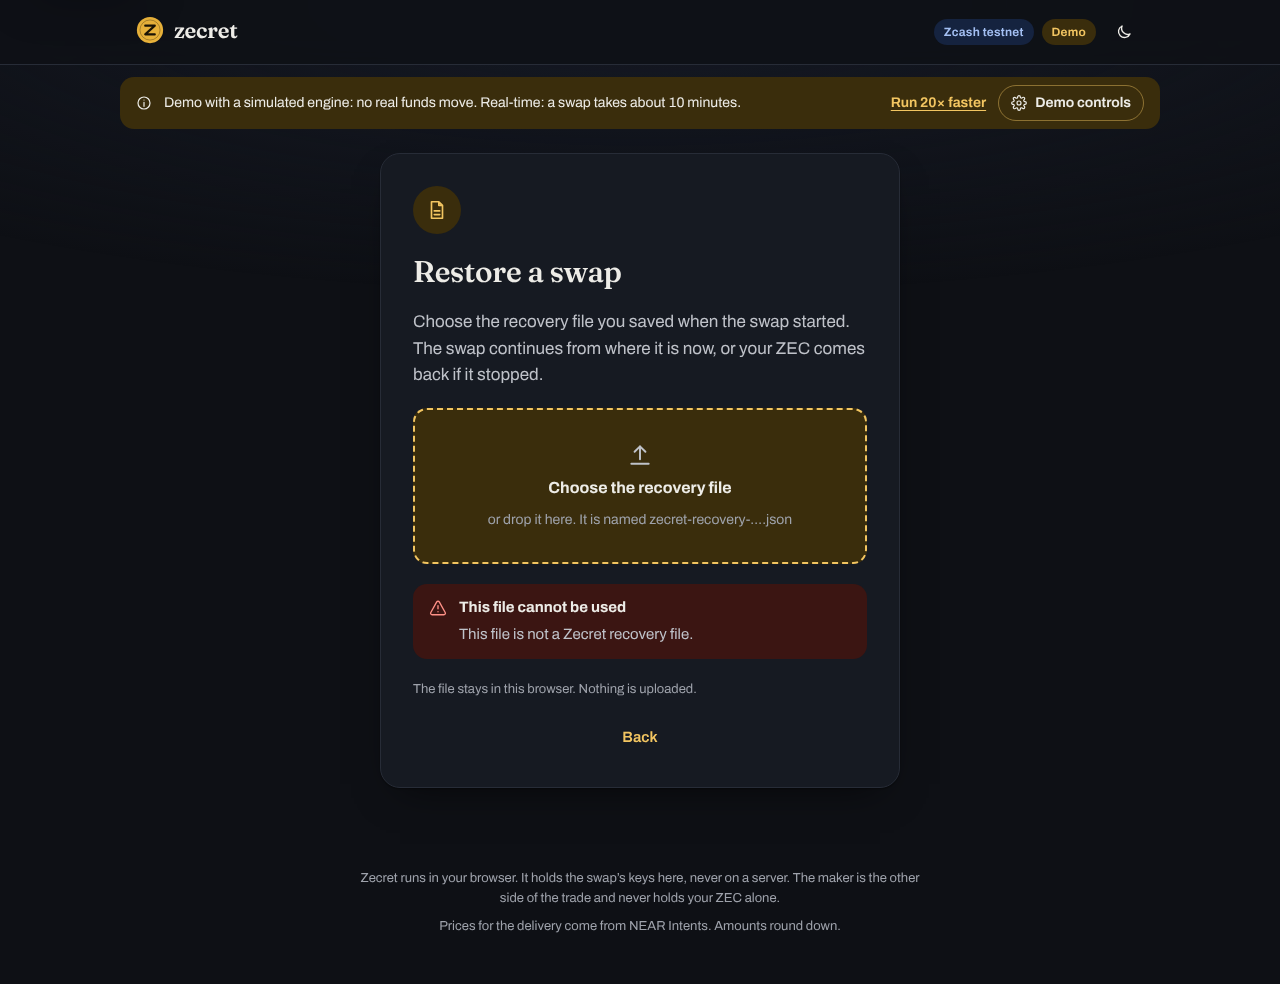 zecret
Zcash testnet
Demo
Demo with a simulated engine: no real funds move. Real-time: a swap takes about 10 minutes.
Run 20× faster
Demo controls
Restore a swap
Choose the recovery file you saved when the swap started.
The swap continues from where it is now, or your ZEC comes
back if it stopped.
Choose the recovery file
or drop it here. It is named zecret-recovery-….json
This file cannot be used
This file is not a Zecret recovery file.
The file stays in this browser. Nothing is uploaded.
Back
Zecret runs in your browser. It holds the swap’s keys here, never on a server. The maker is the other
side of the trade and never holds your ZEC alone.
Prices for the delivery come from NEAR Intents. Amounts round down.